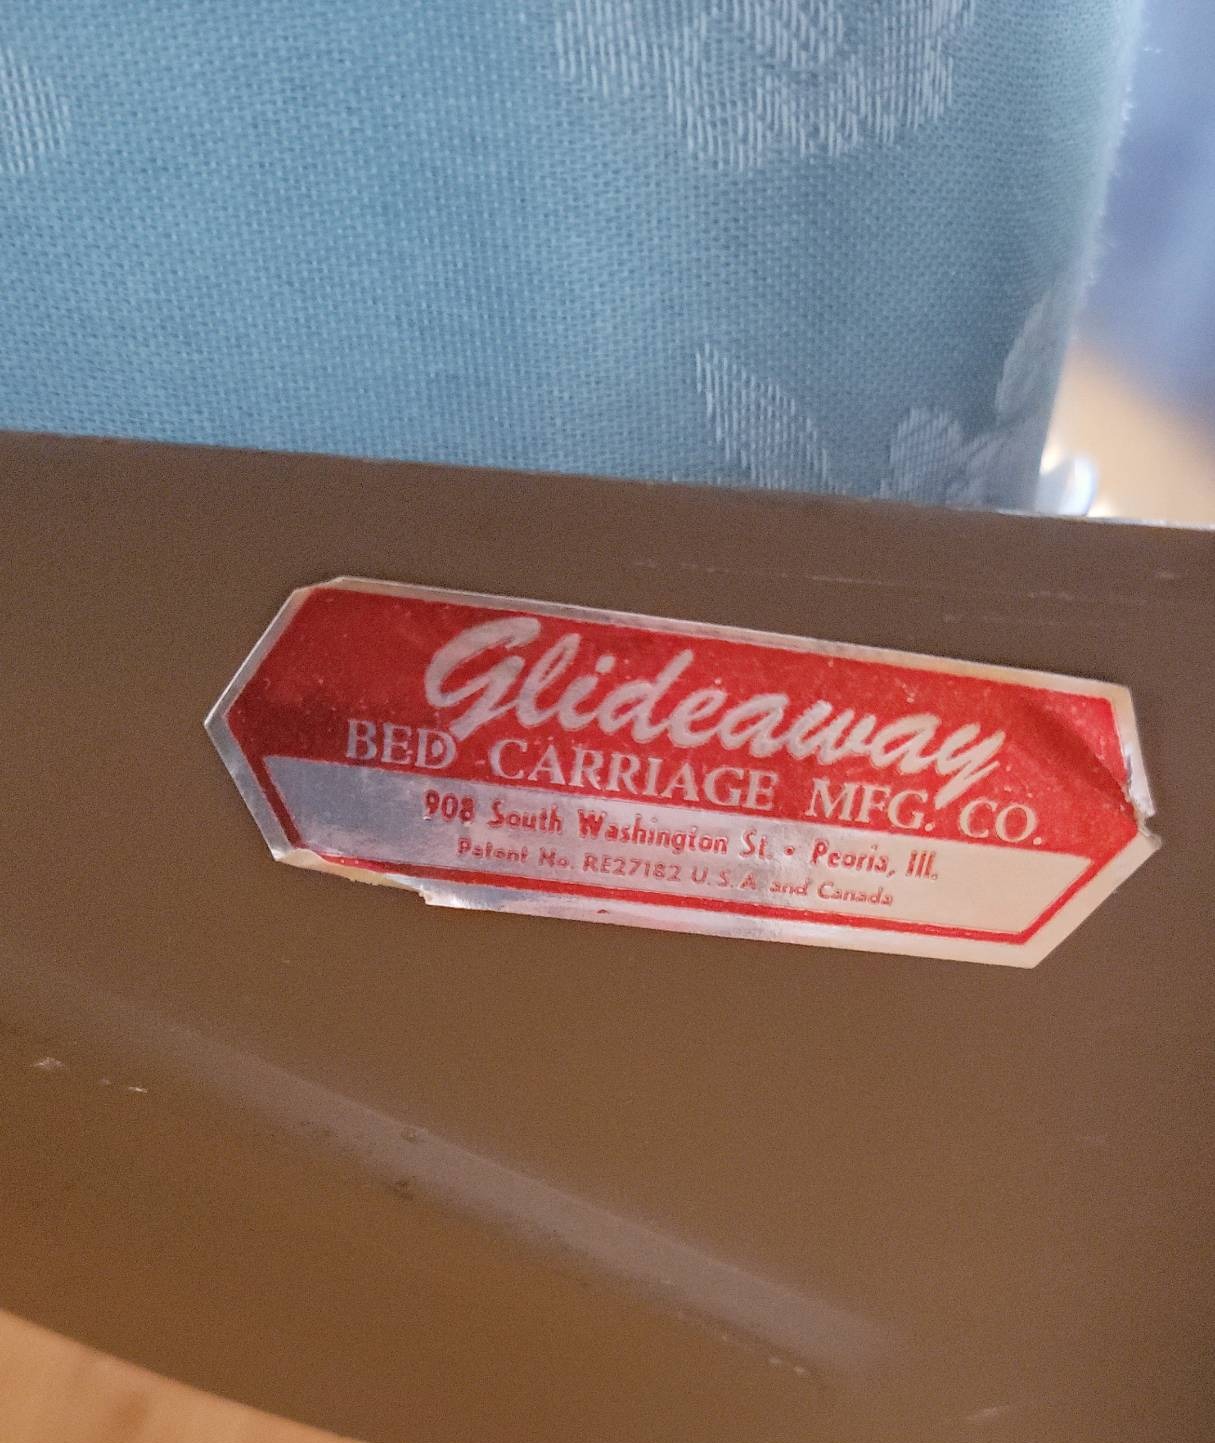 Glideaway
BED CARRIAGE MFG. CO.
908 South Washington St. • Peoria, Ill.
Patent No. RE27182 U.S.A and Canada